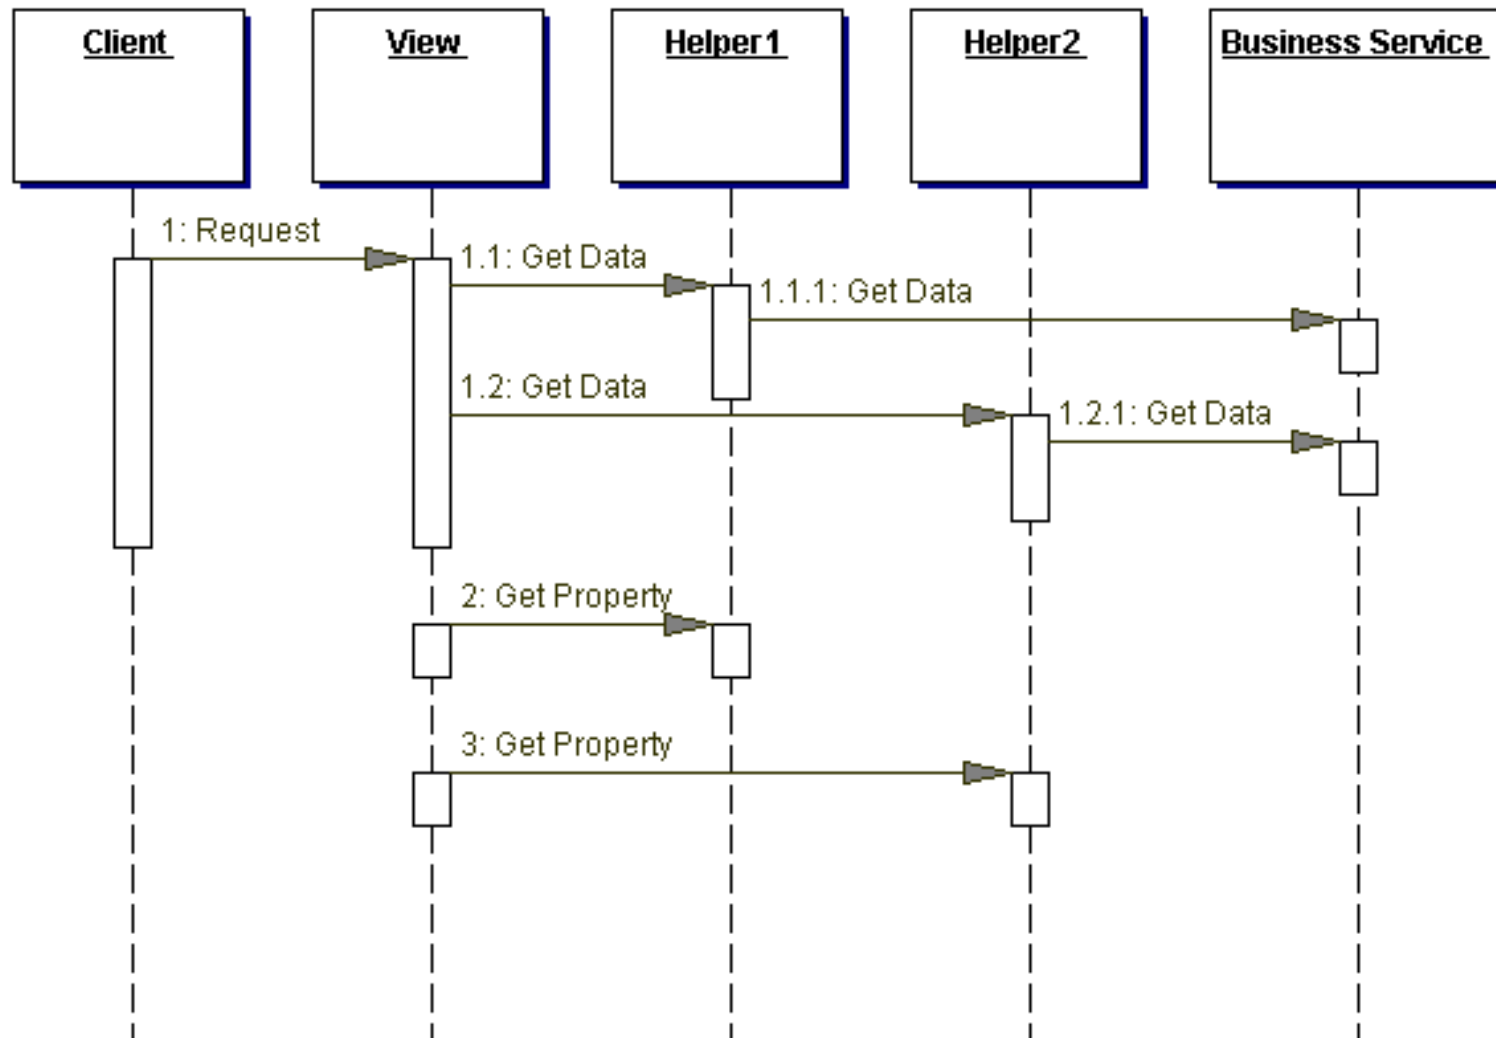 Client
View
Helper1
Helper2
Business Service
1: Request
1.1: Get Data
1.1.1: Get Data
1.2: Get Data
1.2.1: Get Data
2: Get Property
3: Get Property